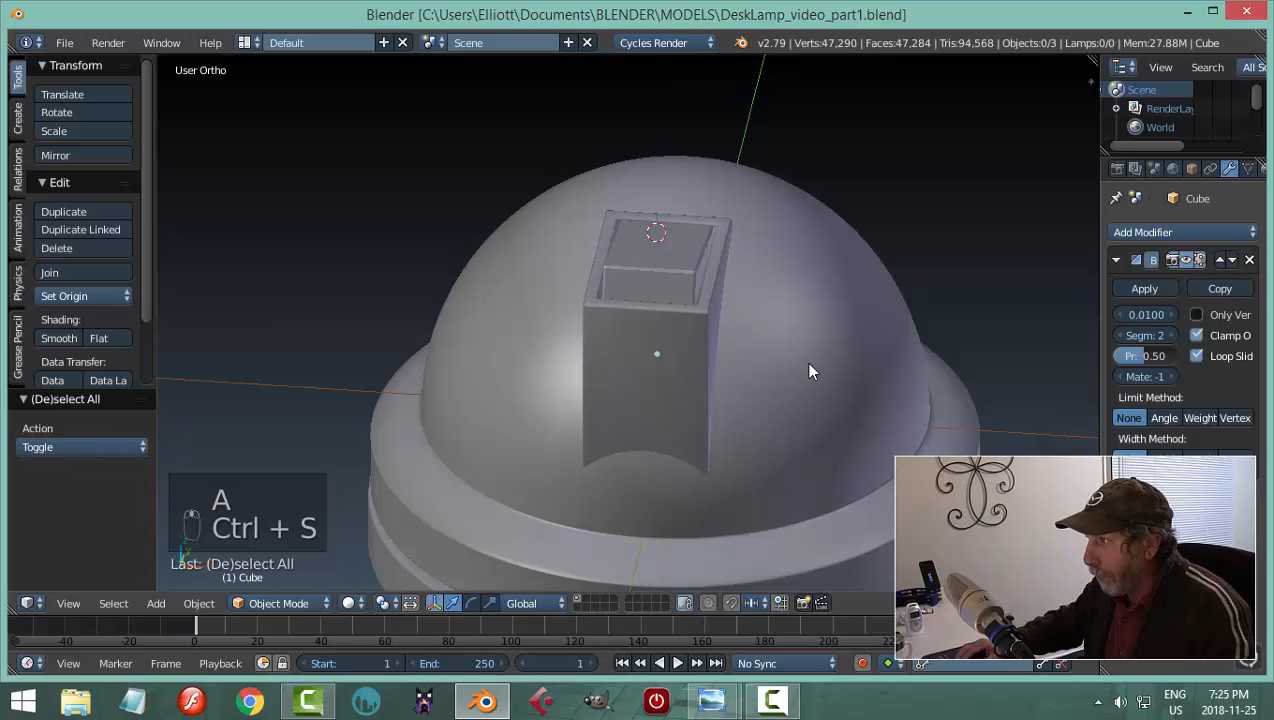 Blender [C:\Users\Elliott\Documents\BLENDER\MODELS\DeskLamp_video_part1.blend]
File Render Window Help Default Scene Cycles Render v2.79 | Verts:47,290 | Faces:47,284 | Tris:94,568 | Objects:0/3 | Lamps:0/0 | Mem:27.88M | Cube
Tools
Create
Relations
Animation
Physics
Grease Pencil
Transform
Translate
Rotate
Scale
Mirror
Edit
Duplicate
Duplicate Linked
Delete
Join
Set Origin
Shading:
Smooth Flat
Data Transfer:
Data Data La
(De)select All
Action
Toggle
User Ortho
A
Ctrl + S
Last: (De)select All
(1) Cube
View Search All S
Scene
RenderLay
World
Cube
Add Modifier
B
Apply Copy
0.0100 Only Ver
Segm: 2 Clamp O
Pr: 0.50 Loop Slid
Mate: -1
Limit Method:
None Angle Weight Vertex
Width Method:
View Select Add Object Object Mode Global
-40 -20 0 20 40 60 80 100 120 140 160 180 200
View Marker Frame Playback Start: 1 End: 250 1 No Sync
ENG
US
7:25 PM
2018-11-25